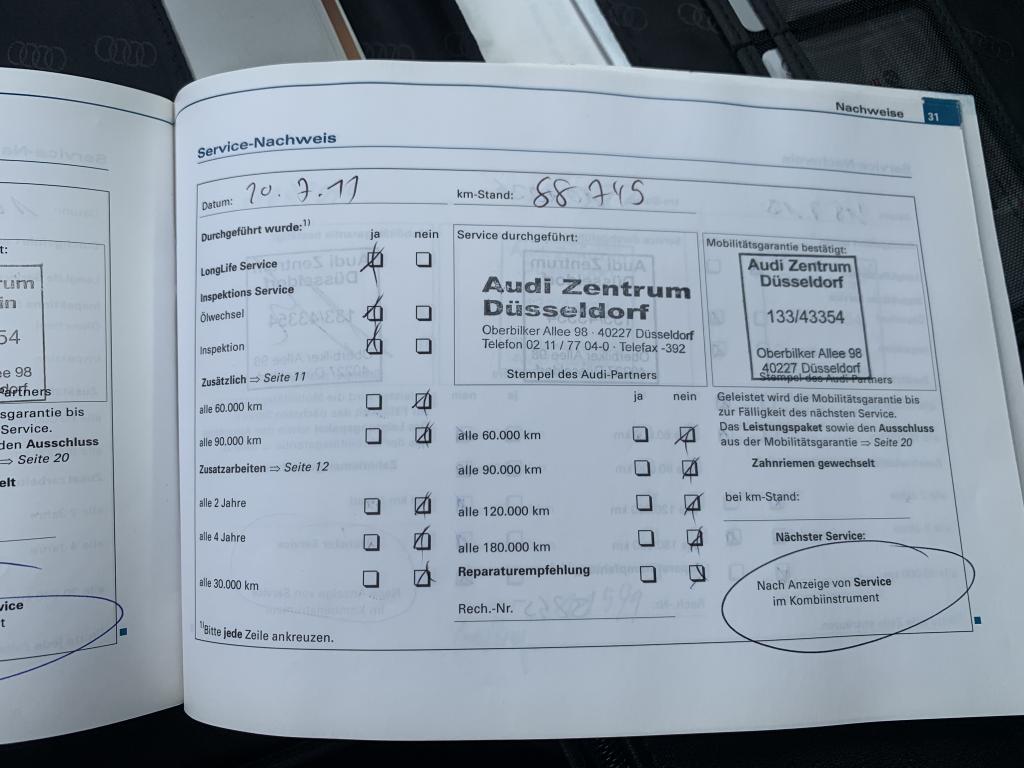 Nachweise 31
Service-Nachweis
Datum: 20.7.11 km-Stand: 88.745
Durchgeführt wurde:1) ja nein
LongLife Service
Inspektions Service
Ölwechsel
Inspektion
Zusätzlich ⇒ Seite 11
alle 60.000 km
alle 90.000 km
Zusatzarbeiten ⇒ Seite 12
alle 2 Jahre
alle 4 Jahre
alle 30.000 km
1)Bitte jede Zeile ankreuzen.
Service durchgeführt:
Audi Zentrum
Düsseldorf
Oberbilker Allee 98 · 40227 Düsseldorf
Telefon 02 11 / 77 04-0 · Telefax -392
Stempel des Audi-Partners
ja nein
alle 60.000 km
alle 90.000 km
alle 120.000 km
alle 180.000 km
Reparaturempfehlung
Rech.-Nr.
Mobilitätsgarantie bestätigt:
Audi Zentrum
Düsseldorf
133/43354
Oberbilker Allee 98
40227 Düsseldorf
Stempel des Audi-Partners
Geleistet wird die Mobilitätsgarantie bis
zur Fälligkeit des nächsten Service.
Das Leistungspaket sowie den Ausschluss
aus der Mobilitätsgarantie ⇒ Seite 20
Zahnriemen gewechselt
bei km-Stand:
Nächster Service:
Nach Anzeige von Service
im Kombiinstrument